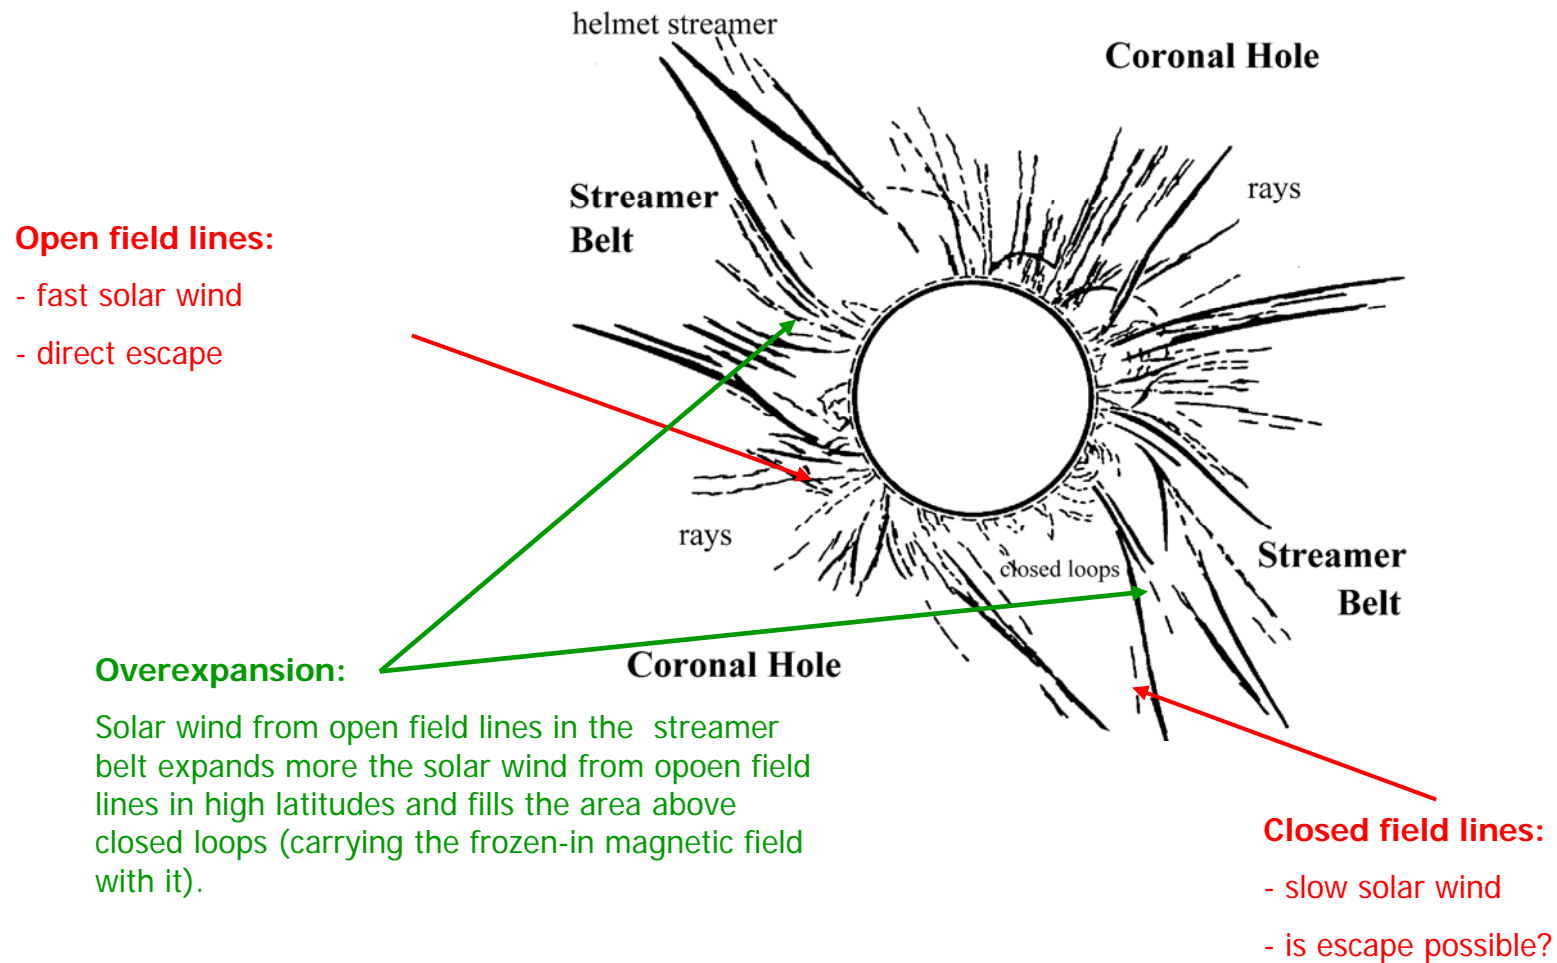 helmet streamer
Coronal Hole
rays
Streamer
Belt
Open field lines:
- fast solar wind
- direct escape
rays
closed loops
Streamer
Belt
Coronal Hole
Overexpansion:
Solar wind from open field lines in the  streamer
belt expands more the solar wind from opoen field
lines in high latitudes and fills the area above
closed loops (carrying the frozen-in magnetic field
with it).
Closed field lines:
- slow solar wind
- is escape possible?